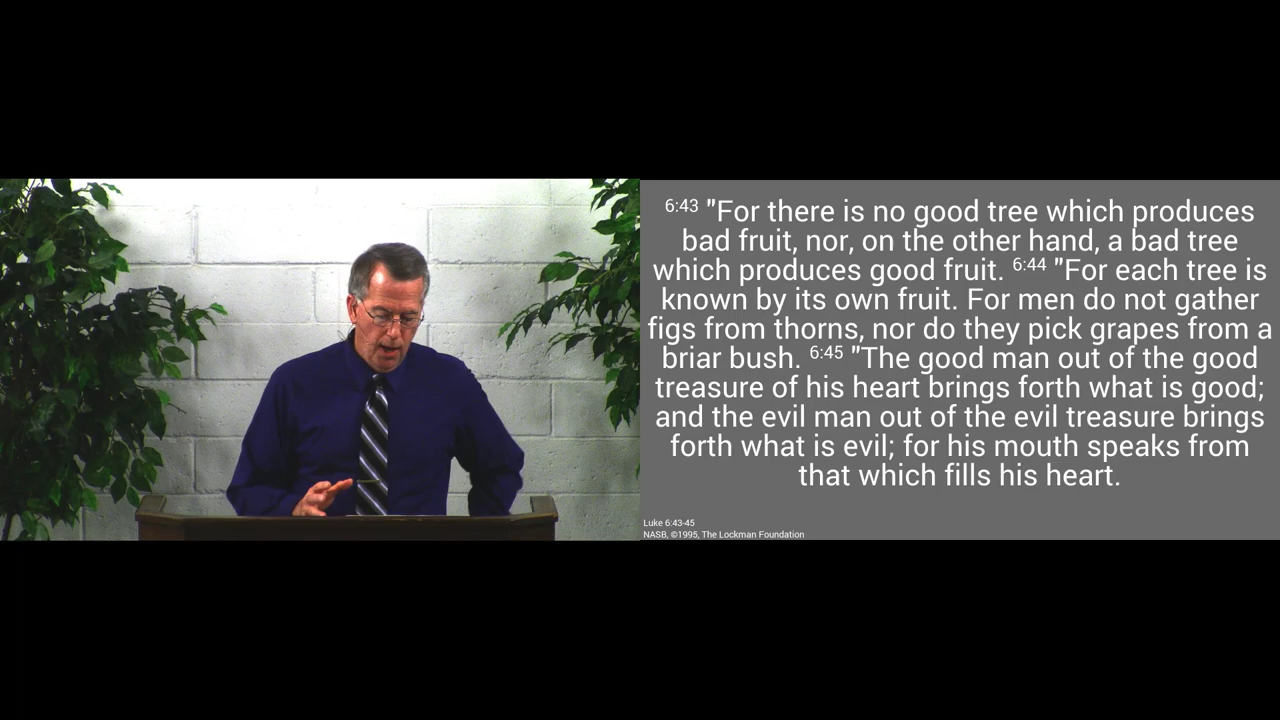 6:43 "For there is no good tree which produces
bad fruit, nor, on the other hand, a bad tree
which produces good fruit. 6:44 "For each tree is
known by its own fruit. For men do not gather
figs from thorns, nor do they pick grapes from a
briar bush. 6:45 "The good man out of the good
treasure of his heart brings forth what is good;
and the evil man out of the evil treasure brings
forth what is evil; for his mouth speaks from
that which fills his heart.
Luke 6:43-45
NASB, ©1995, The Lockman Foundation